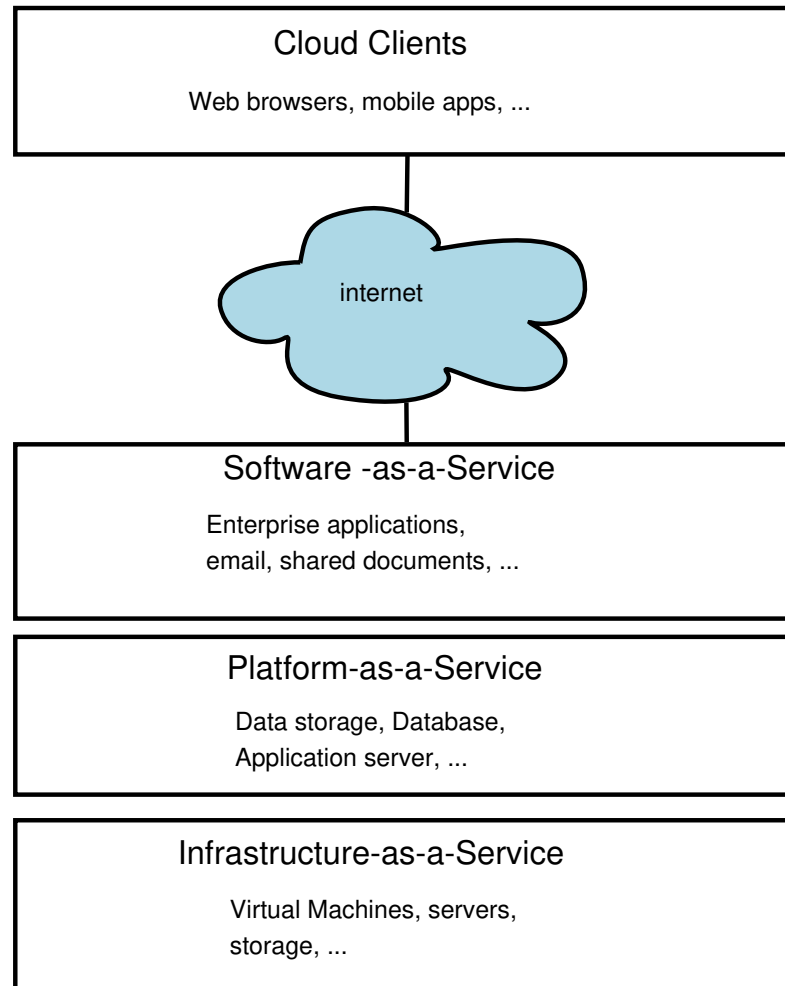 Cloud Clients
Web browsers, mobile apps, ...
internet
Software -as-a-Service
Enterprise applications,
email, shared documents, ...
Platform-as-a-Service
Data storage, Database,
Application server, ...
Infrastructure-as-a-Service
Virtual Machines, servers,
storage, ...